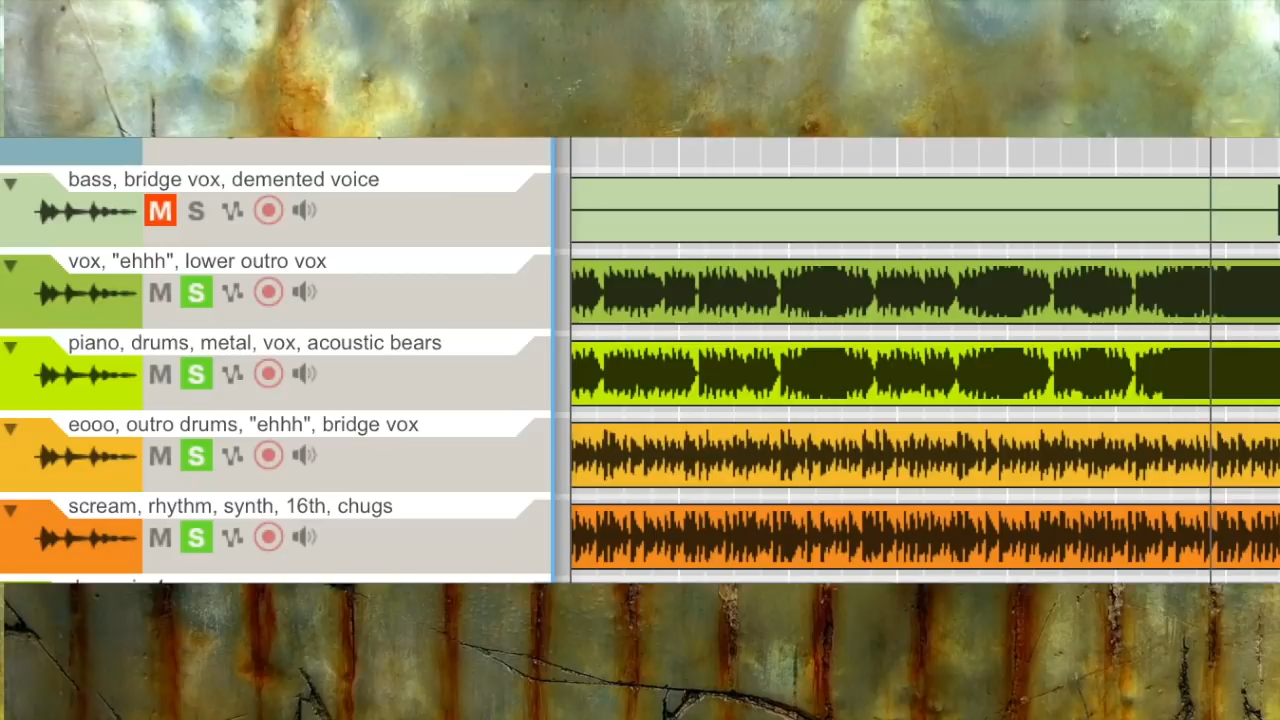 bass, bridge vox, demented voice
M S
vox, "ehhh", lower outro vox
M S
piano, drums, metal, vox, acoustic bears
M S
eooo, outro drums, "ehhh", bridge vox
M S
scream, rhythm, synth, 16th, chugs
M S